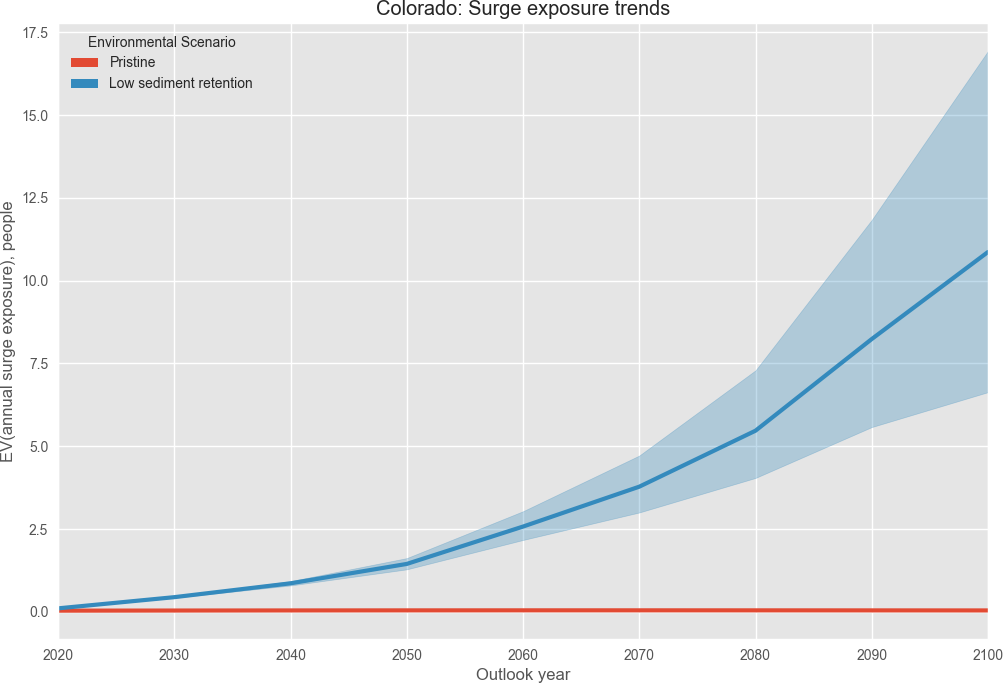 Colorado: Surge exposure trends
Environmental Scenario
Pristine
Low sediment retention
EV(annual surge exposure), people
17.5
15.0
12.5
10.0
7.5
5.0
2.5
0.0
2020 2030 2040 2050 2060 2070 2080 2090 2100
Outlook year